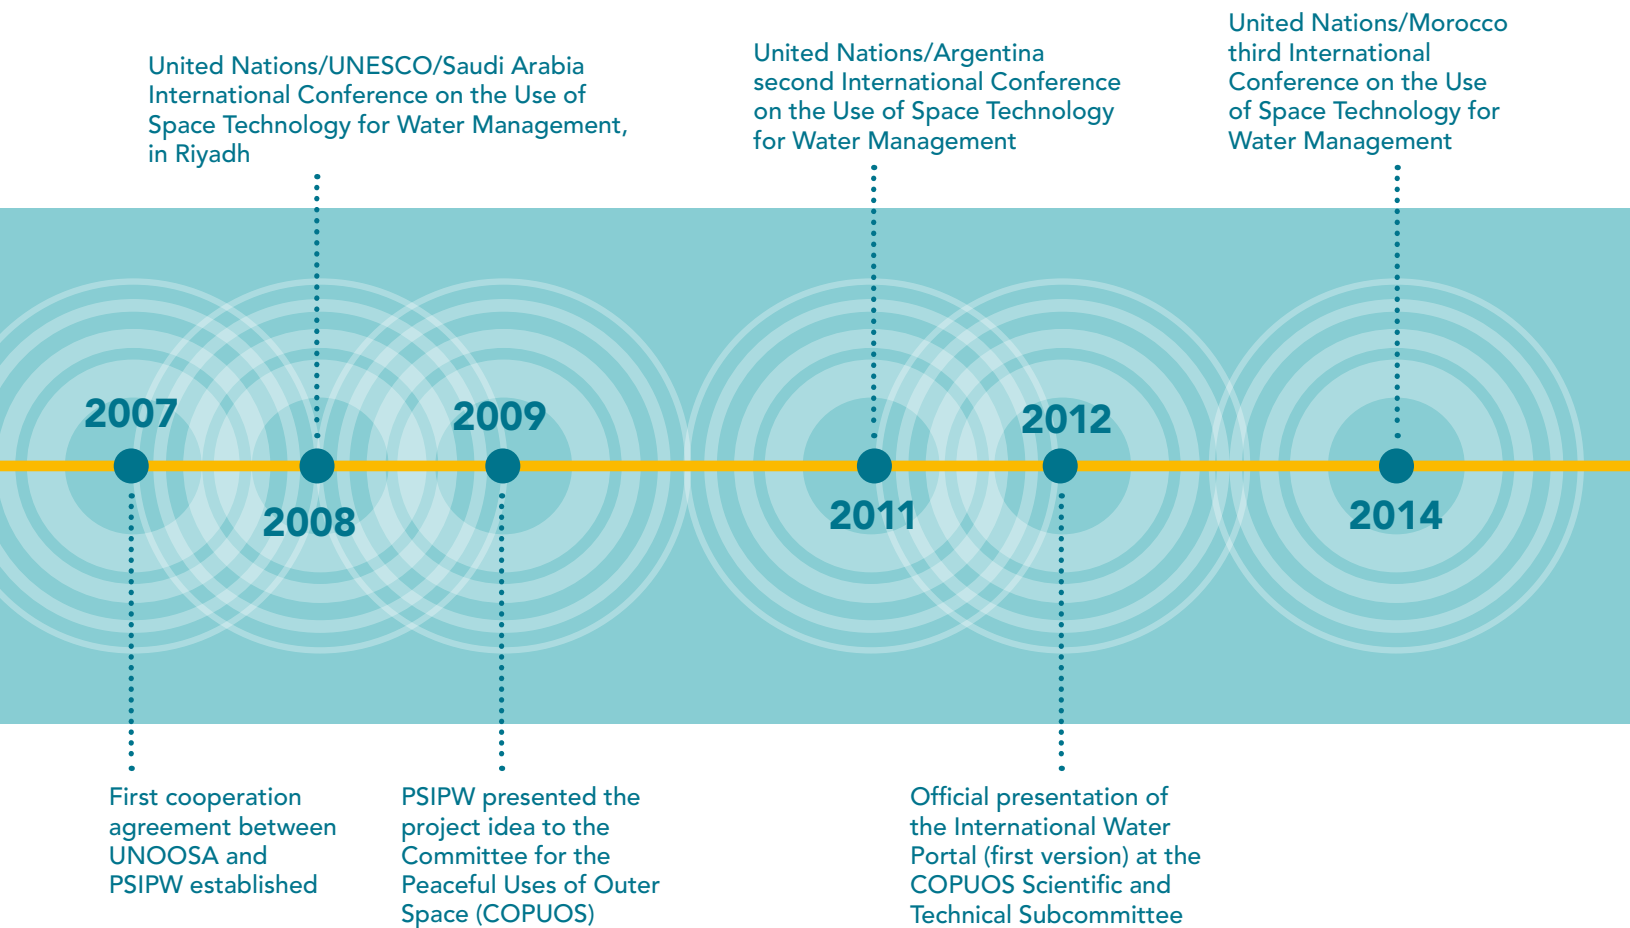 United Nations/UNESCO/Saudi Arabia
International Conference on the Use of
Space Technology for Water Management,
in Riyadh
United Nations/Argentina
second International Conference
on the Use of Space Technology
for Water Management
United Nations/Morocco
third International
Conference on the Use
of Space Technology for
Water Management
2007
2008
2009
2011
2012
2014
First cooperation
agreement between
UNOOSA and
PSIPW established
PSIPW presented the
project idea to the
Committee for the
Peaceful Uses of Outer
Space (COPUOS)
Official presentation of
the International Water
Portal (first version) at the
COPUOS Scientific and
Technical Subcommittee